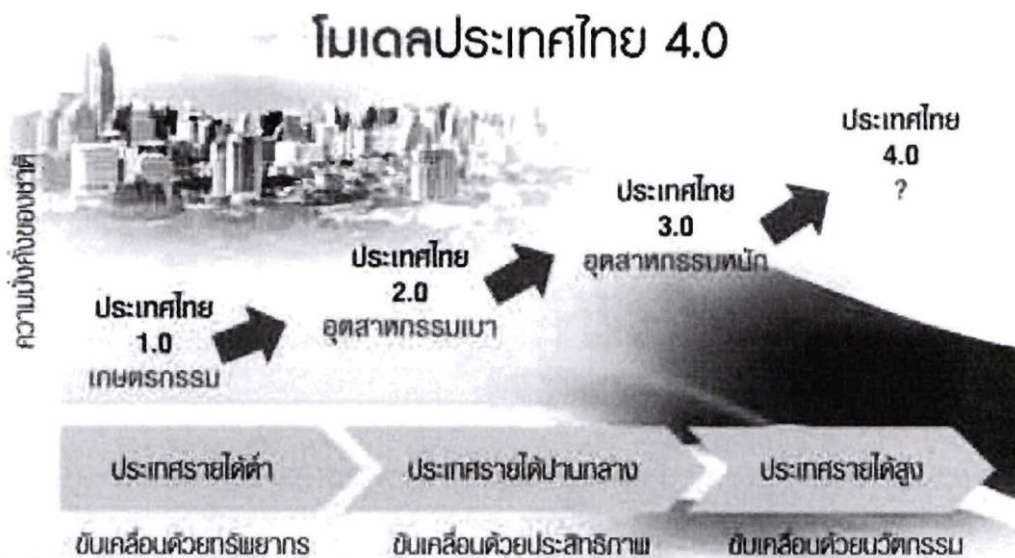 โมเดลประเทศไทย 4.0
ความมั่งคั่งของชาติ
ประเทศไทย
1.0
เกษตรกรรม
ประเทศไทย
2.0
อุตสาหกรรมเบา
ประเทศไทย
3.0
อุตสาหกรรมหนัก
ประเทศไทย
4.0
?
ประเทศรายได้ต่ำ
ประเทศรายได้ปานกลาง
ประเทศรายได้สูง
ขับเคลื่อนด้วยทรัพยากร
ขับเคลื่อนด้วยประสิทธิภาพ
ขับเคลื่อนด้วยนวัตกรรม